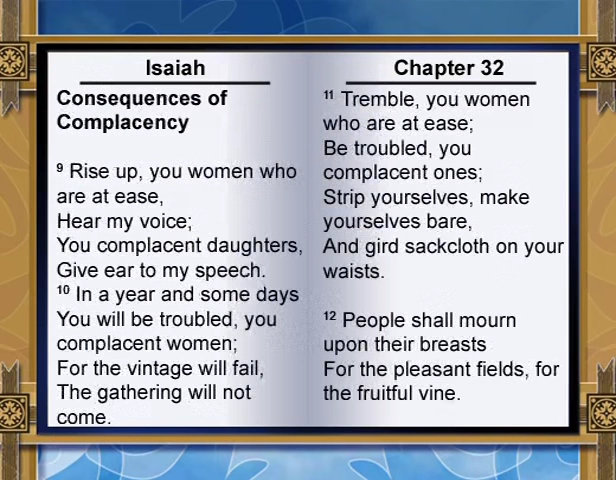 Isaiah
Consequences of
Complacency
⁹ Rise up, you women who
are at ease,
Hear my voice;
You complacent daughters,
Give ear to my speech.
¹⁰ In a year and some days
You will be troubled, you
complacent women;
For the vintage will fail,
The gathering will not
come.
Chapter 32
¹¹ Tremble, you women
who are at ease;
Be troubled, you
complacent ones;
Strip yourselves, make
yourselves bare,
And gird sackcloth on your
waists.
¹² People shall mourn
upon their breasts
For the pleasant fields, for
the fruitful vine.